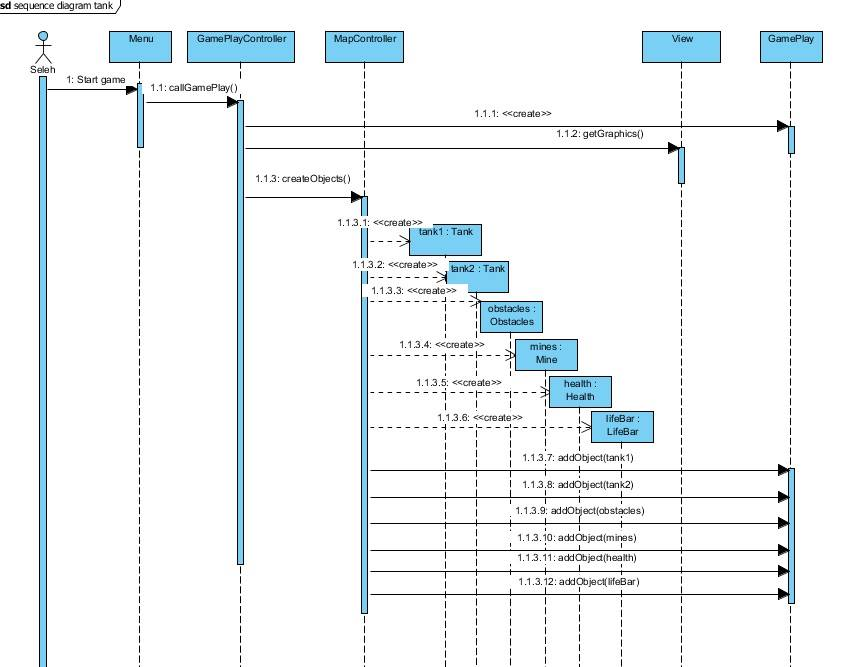 sd sequence diagram tank
Menu
GamePlayController
MapController
View
GamePlay
Seleh
1: Start game
1.1: callGamePlay()
1.1.1: <<create>>
1.1.2: getGraphics()
1.1.3: createObjects()
1.1.3.1: <<create>>
tank1 : Tank
1.1.3.2: <<create>>
tank2 : Tank
1.1.3.3: <<create>>
obstacles :
Obstacles
1.1.3.4: <<create>>
mines :
Mine
1.1.3.5: <<create>>
health :
Health
1.1.3.6: <<create>>
lifeBar :
LifeBar
1.1.3.7: addObject(tank1)
1.1.3.8: addObject(tank2)
1.1.3.9: addObject(obstacles)
1.1.3.10: addObject(mines)
1.1.3.11: addObject(health)
1.1.3.12: addObject(lifeBar)